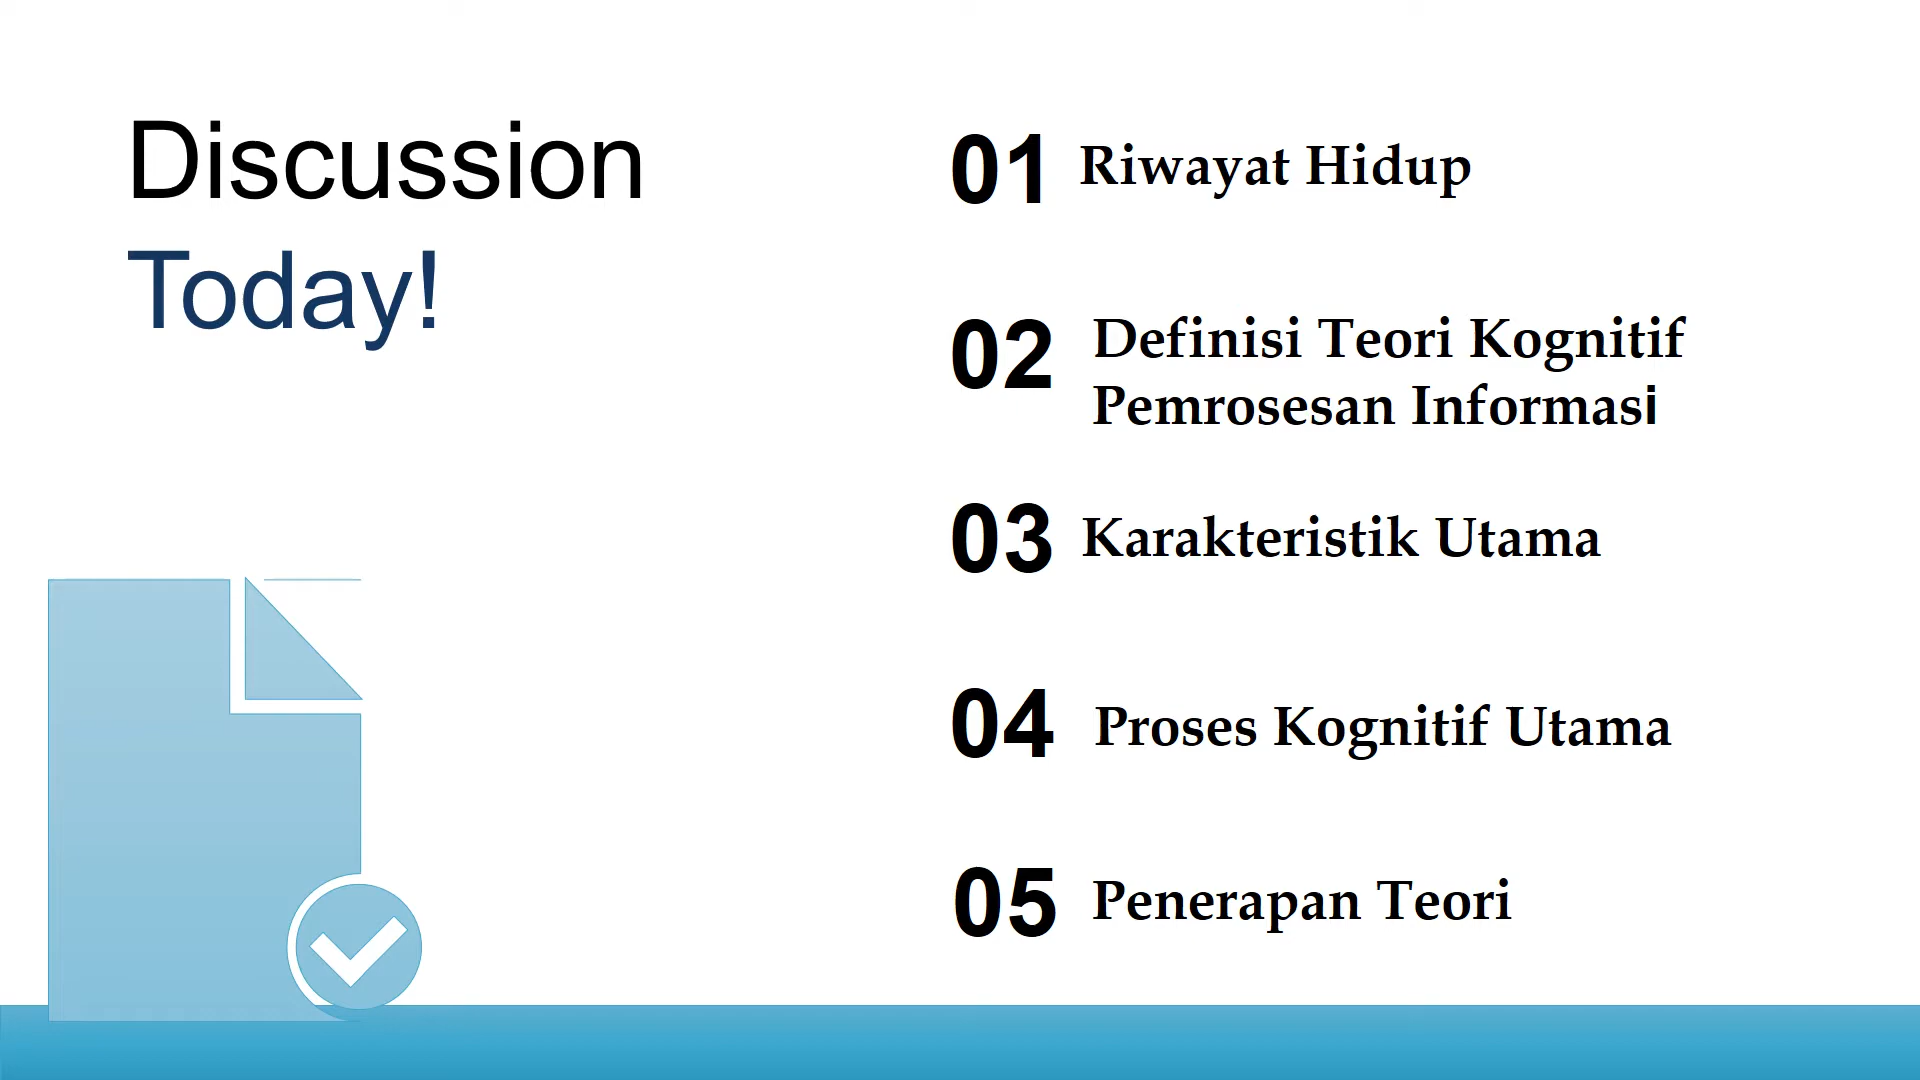 Discussion
Today!
01 Riwayat Hidup
02 Definisi Teori Kognitif
Pemrosesan Informasi
03 Karakteristik Utama
04 Proses Kognitif Utama
05 Penerapan Teori